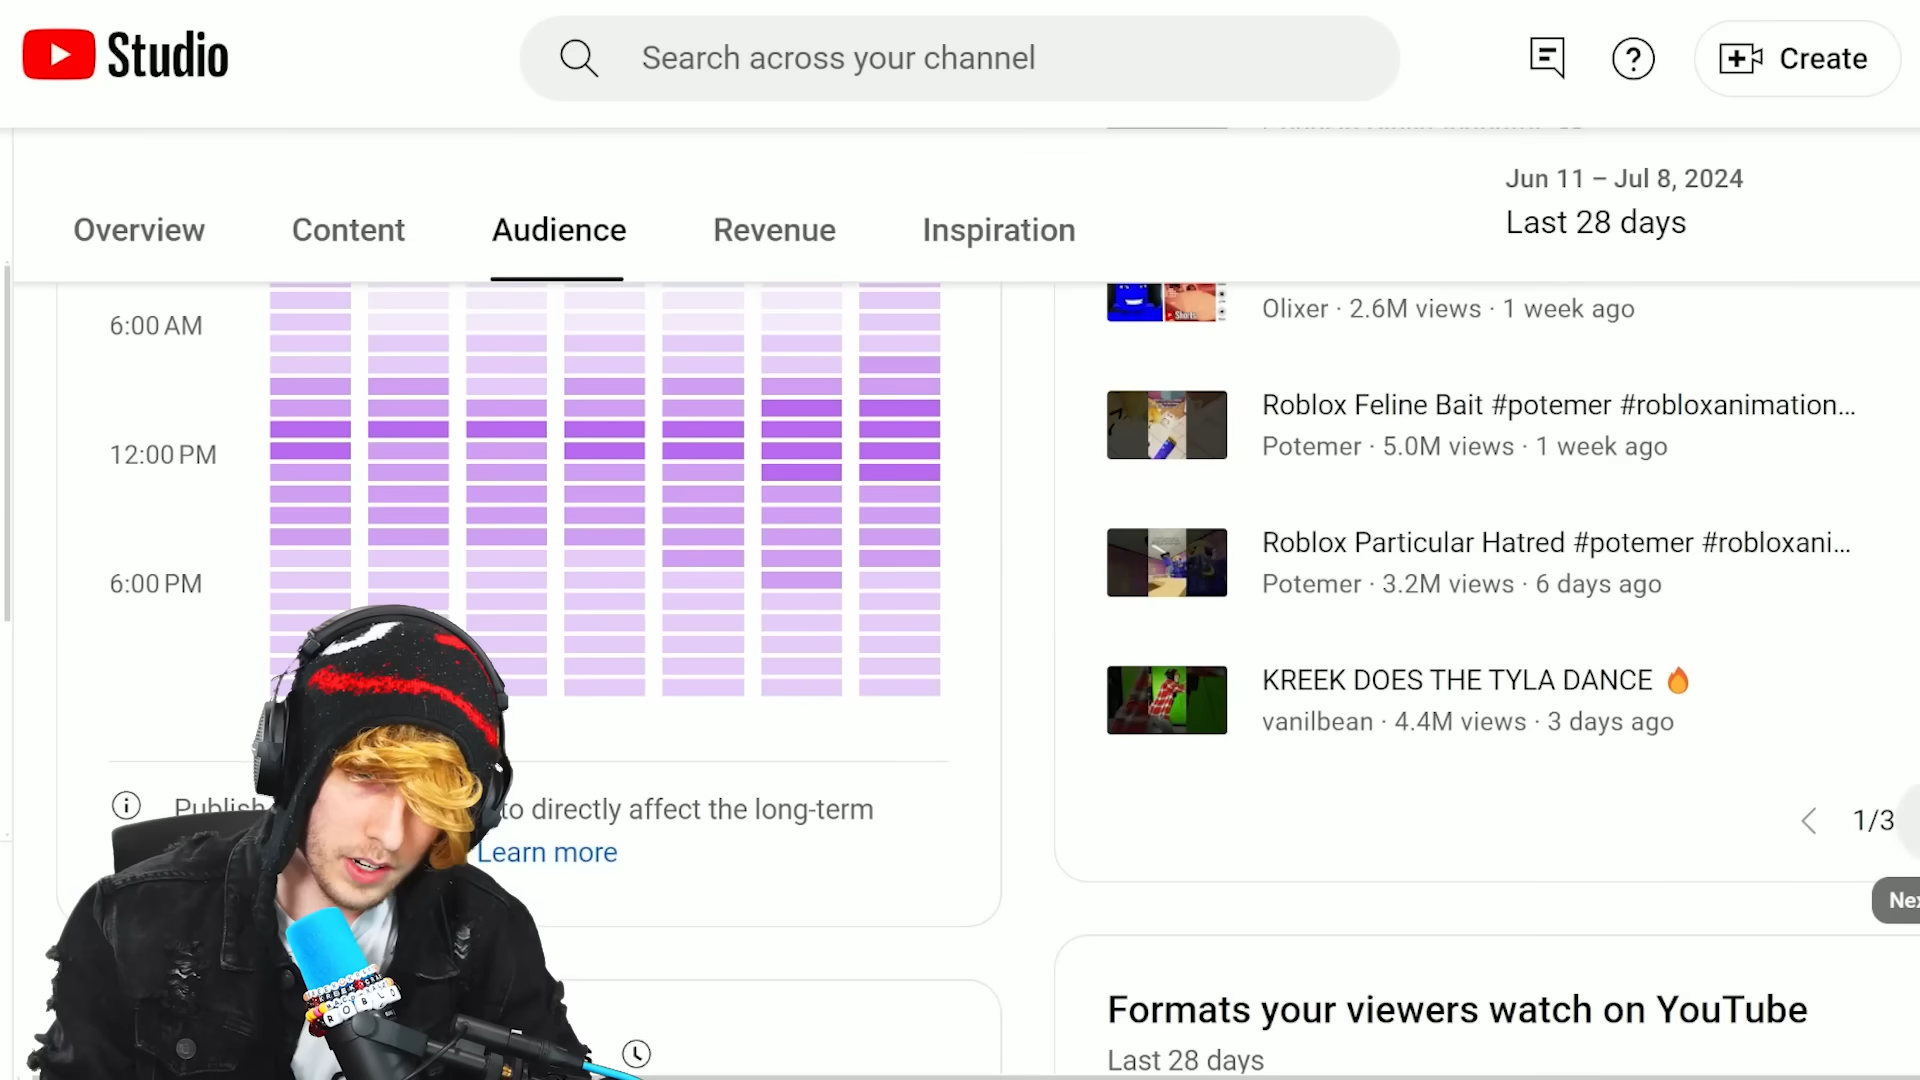 Studio
Search across your channel
Create
Jun 11 – Jul 8, 2024
Last 28 days
Overview
Content
Audience
Revenue
Inspiration
6:00 AM
12:00 PM
6:00 PM
to directly affect the long-term
Learn more
Shorts
Olixer · 2.6M views · 1 week ago
Roblox Feline Bait #potemer #robloxanimation...
Potemer · 5.0M views · 1 week ago
Roblox Particular Hatred #potemer #robloxani...
Potemer · 3.2M views · 6 days ago
KREEK DOES THE TYLA DANCE 🔥
vanilbean · 4.4M views · 3 days ago
1/3
Formats your viewers watch on YouTube
Last 28 days